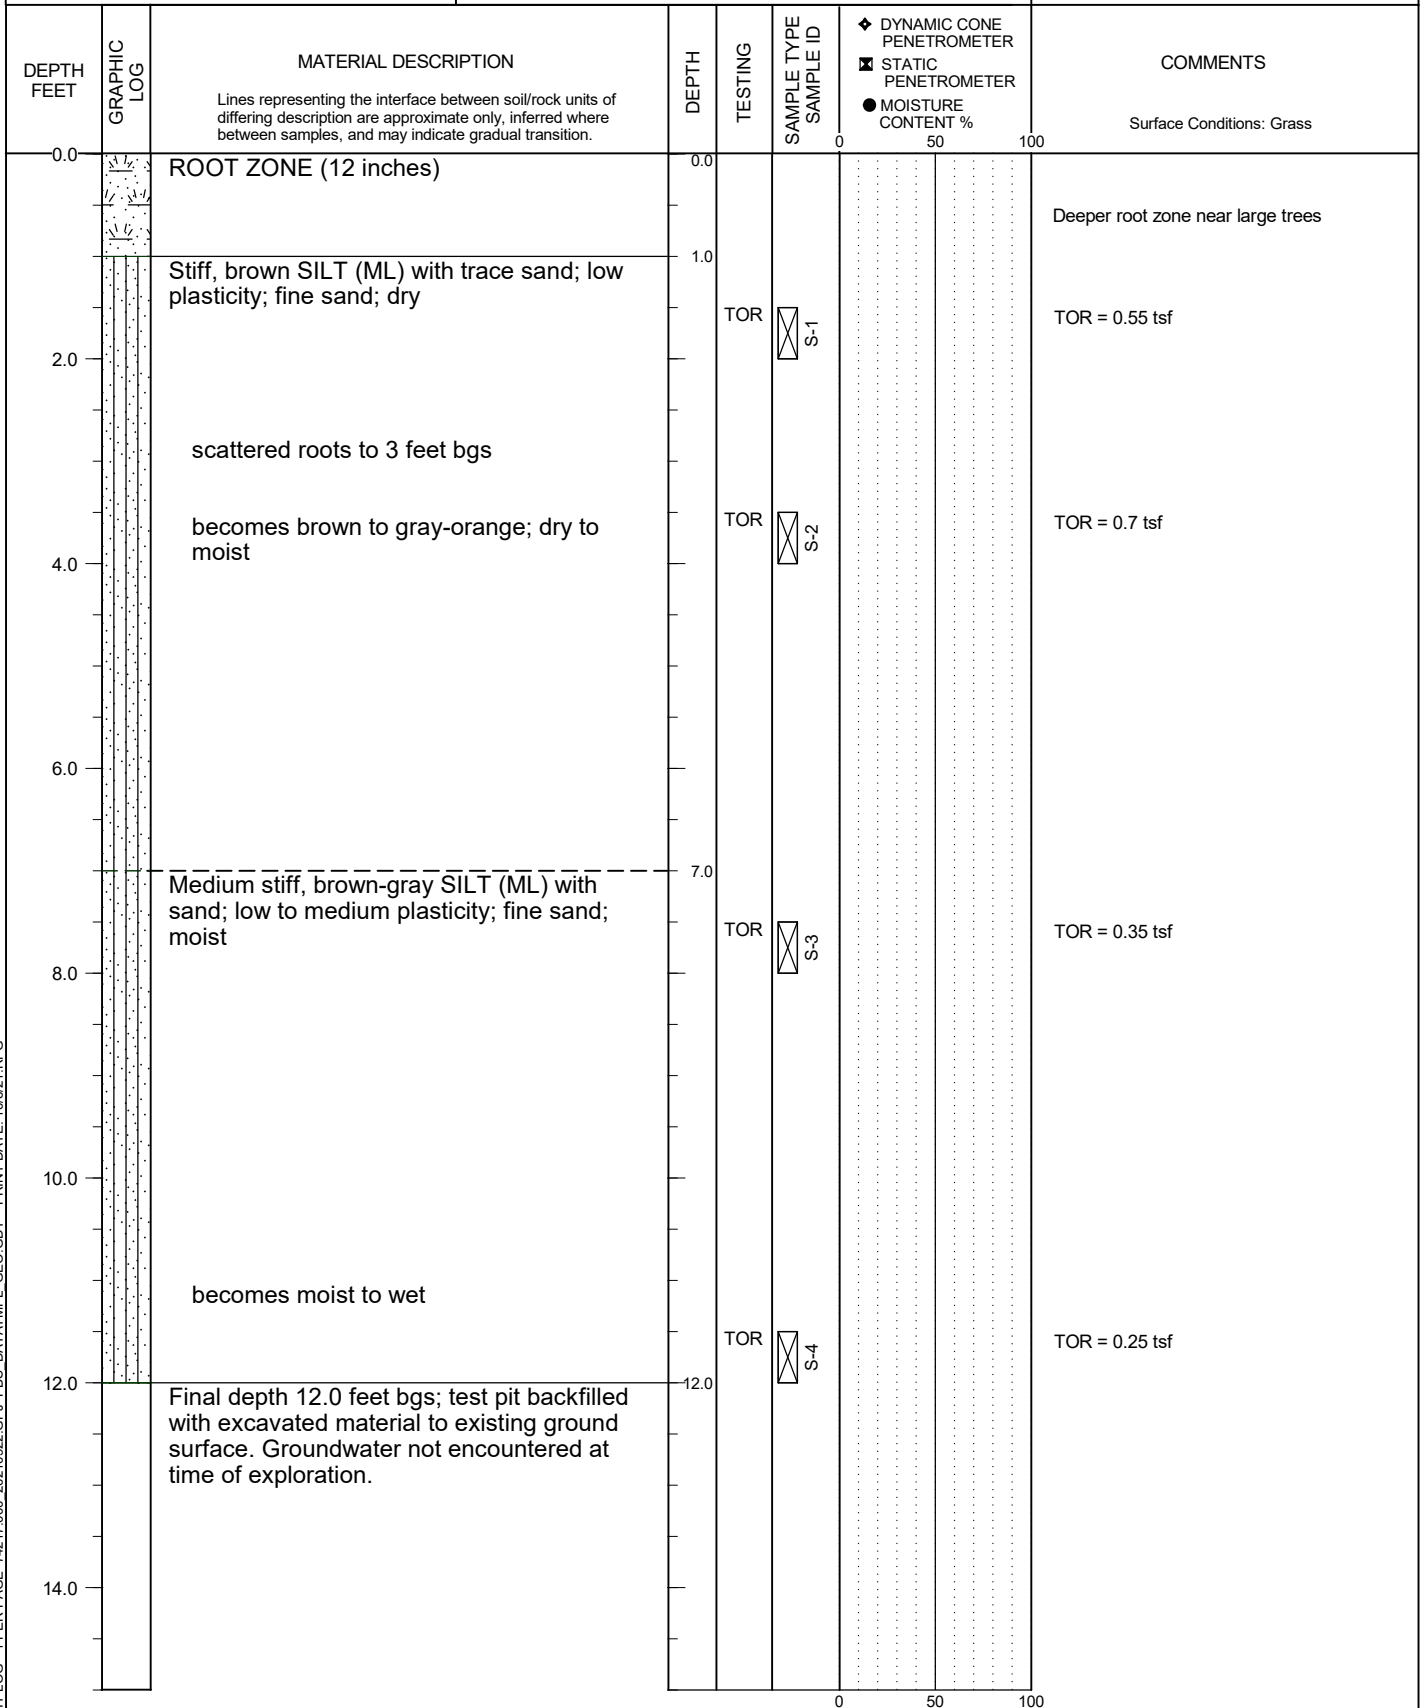 DEPTH
FEET
GRAPHIC
LOG
MATERIAL DESCRIPTION
Lines representing the interface between soil/rock units of
differing description are approximate only, inferred where
between samples, and may indicate gradual transition.
DEPTH
TESTING
SAMPLE TYPE
SAMPLE ID
DYNAMIC CONE
PENETROMETER
STATIC
PENETROMETER
MOISTURE
CONTENT %
0 50 100
COMMENTS
Surface Conditions: Grass
0.0
ROOT ZONE (12 inches)
0.0
Deeper root zone near large trees
1.0
Stiff, brown SILT (ML) with trace sand; low
plasticity; fine sand; dry
TOR
S-1
TOR = 0.55 tsf
2.0
scattered roots to 3 feet bgs
becomes brown to gray-orange; dry to
moist
TOR
S-2
TOR = 0.7 tsf
4.0
6.0
7.0
Medium stiff, brown-gray SILT (ML) with
sand; low to medium plasticity; fine sand;
moist
TOR
S-3
TOR = 0.35 tsf
8.0
10.0
becomes moist to wet
TOR
S-4
TOR = 0.25 tsf
12.0
12.0
Final depth 12.0 feet bgs; test pit backfilled
with excavated material to existing ground
surface. Groundwater not encountered at
time of exploration.
14.0
0 50 100